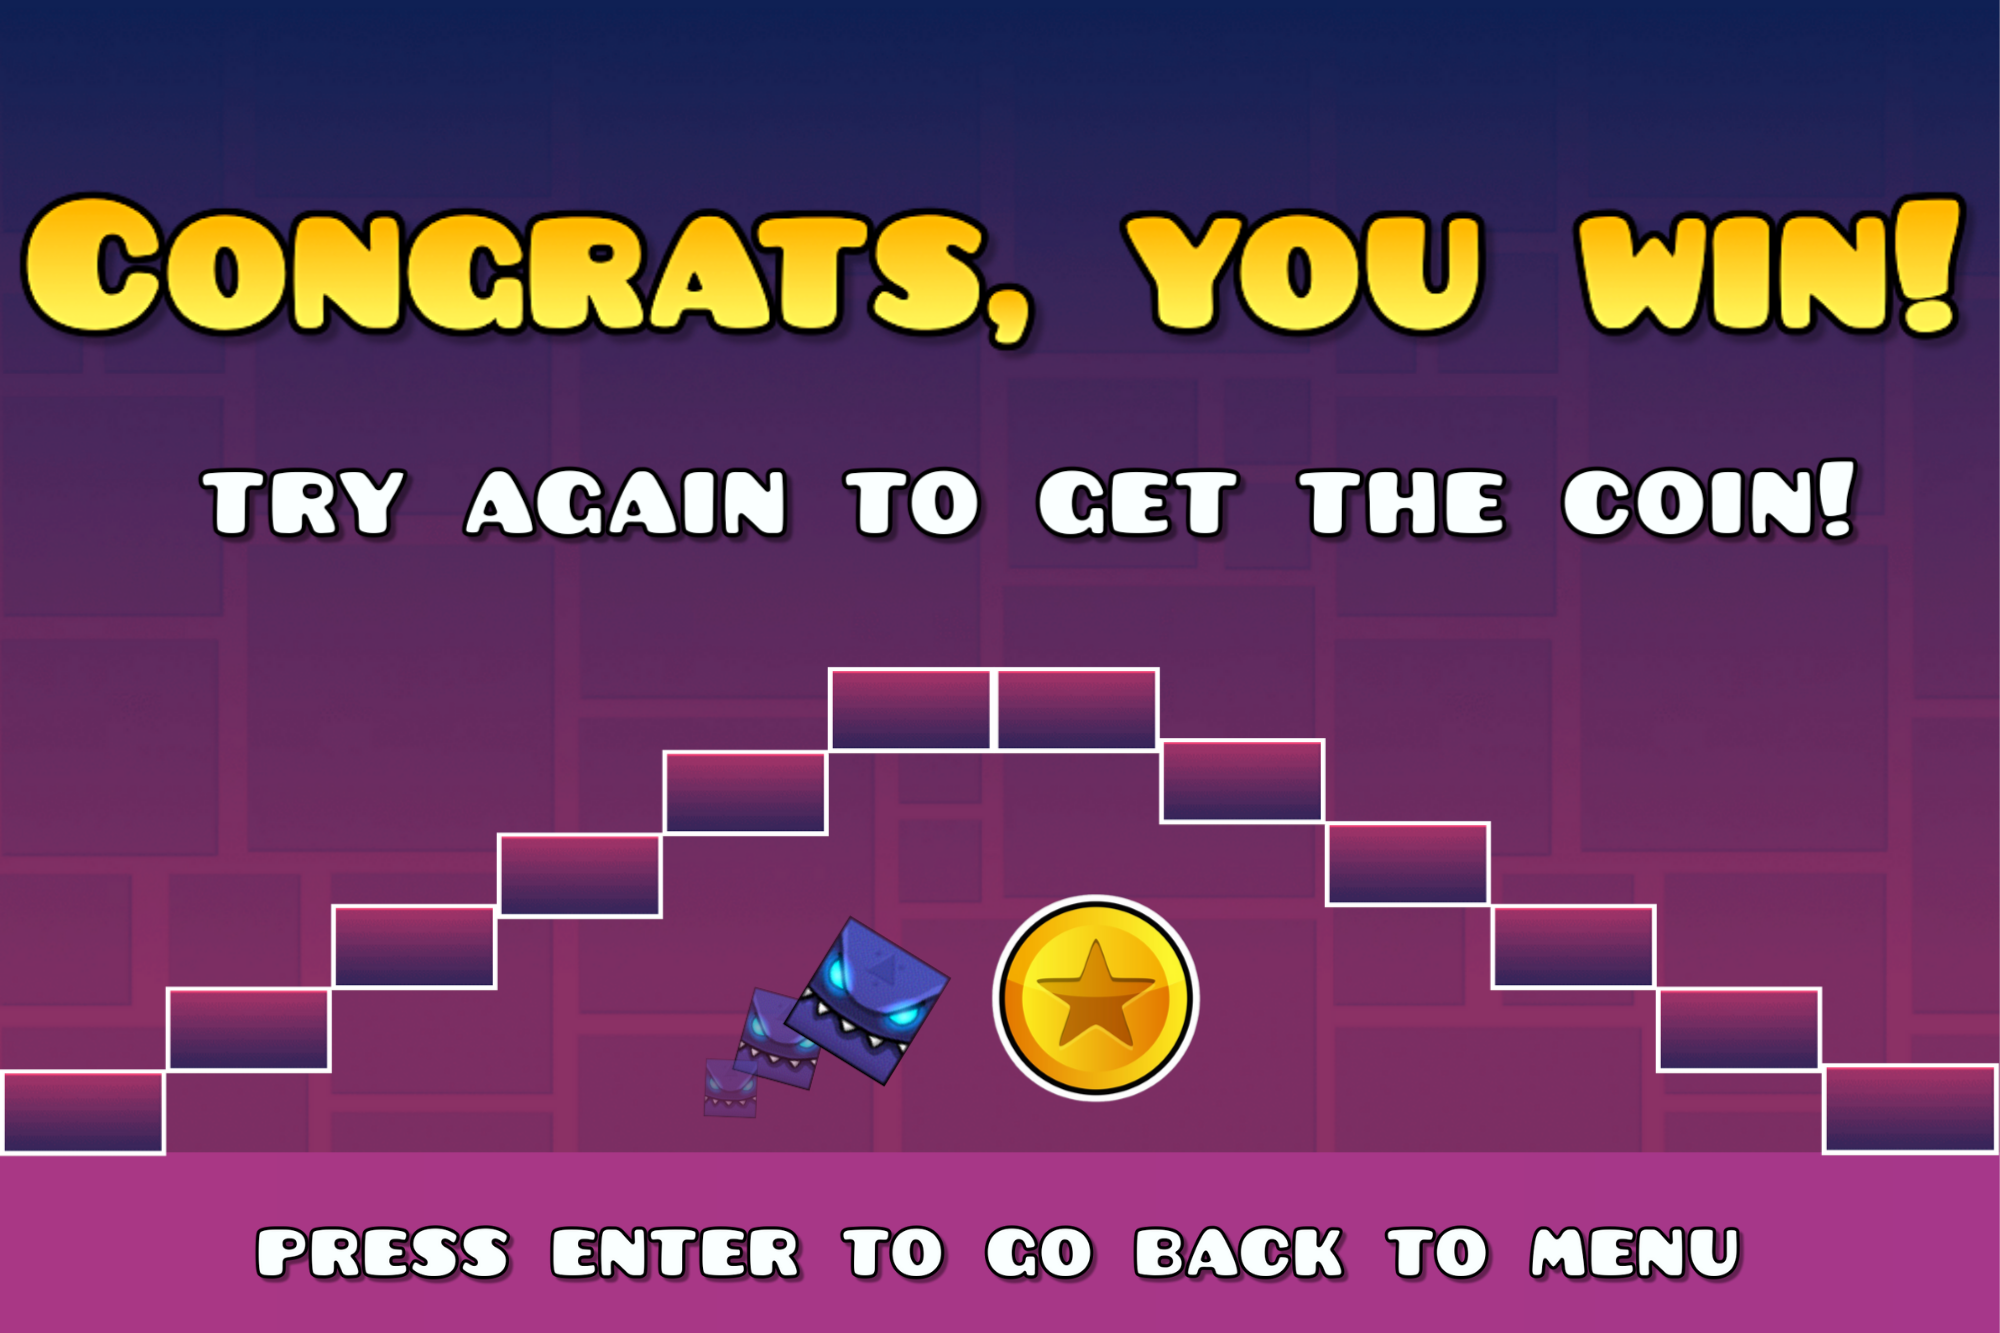 Congrats, you win!
try again to get the coin!
press enter to go back to menu